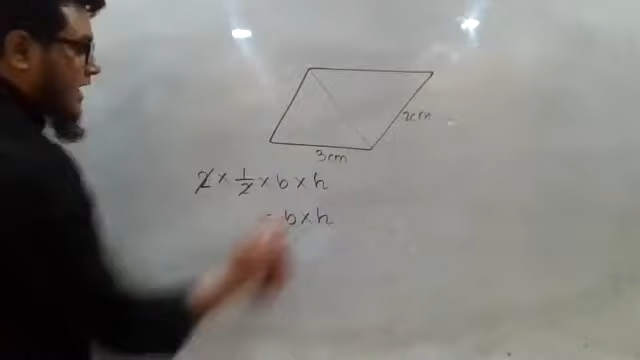 2cm
3cm
2 × 1/2 × b × h
= b × h